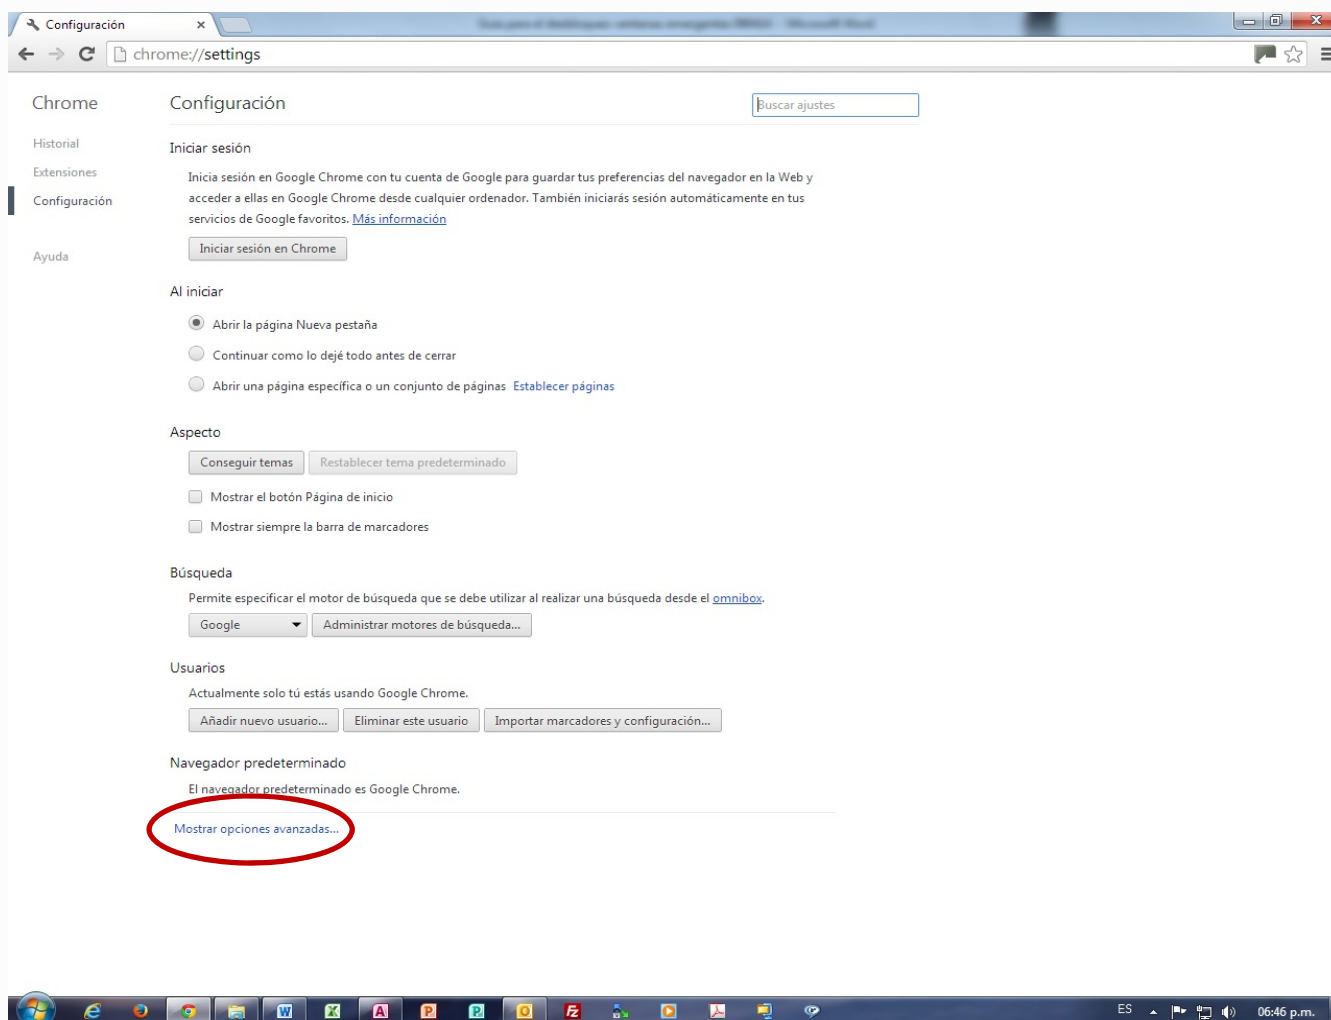 Configuración
chrome://settings
Chrome
Configuración
Buscar ajustes
Historial
Extensiones
Configuración
Ayuda
Iniciar sesión
Inicia sesión en Google Chrome con tu cuenta de Google para guardar tus preferencias del navegador en la Web y
acceder a ellas en Google Chrome desde cualquier ordenador. También iniciarás sesión automáticamente en tus
servicios de Google favoritos. Más información
Iniciar sesión en Chrome
Al iniciar
Abrir la página Nueva pestaña
Continuar como lo dejé todo antes de cerrar
Abrir una página específica o un conjunto de páginas Establecer páginas
Aspecto
Conseguir temas Restablecer tema predeterminado
Mostrar el botón Página de inicio
Mostrar siempre la barra de marcadores
Búsqueda
Permite especificar el motor de búsqueda que se debe utilizar al realizar una búsqueda desde el omnibox.
Google Administrar motores de búsqueda...
Usuarios
Actualmente solo tú estás usando Google Chrome.
Añadir nuevo usuario... Eliminar este usuario Importar marcadores y configuración...
Navegador predeterminado
El navegador predeterminado es Google Chrome.
Mostrar opciones avanzadas...
ES 06:46 p.m.